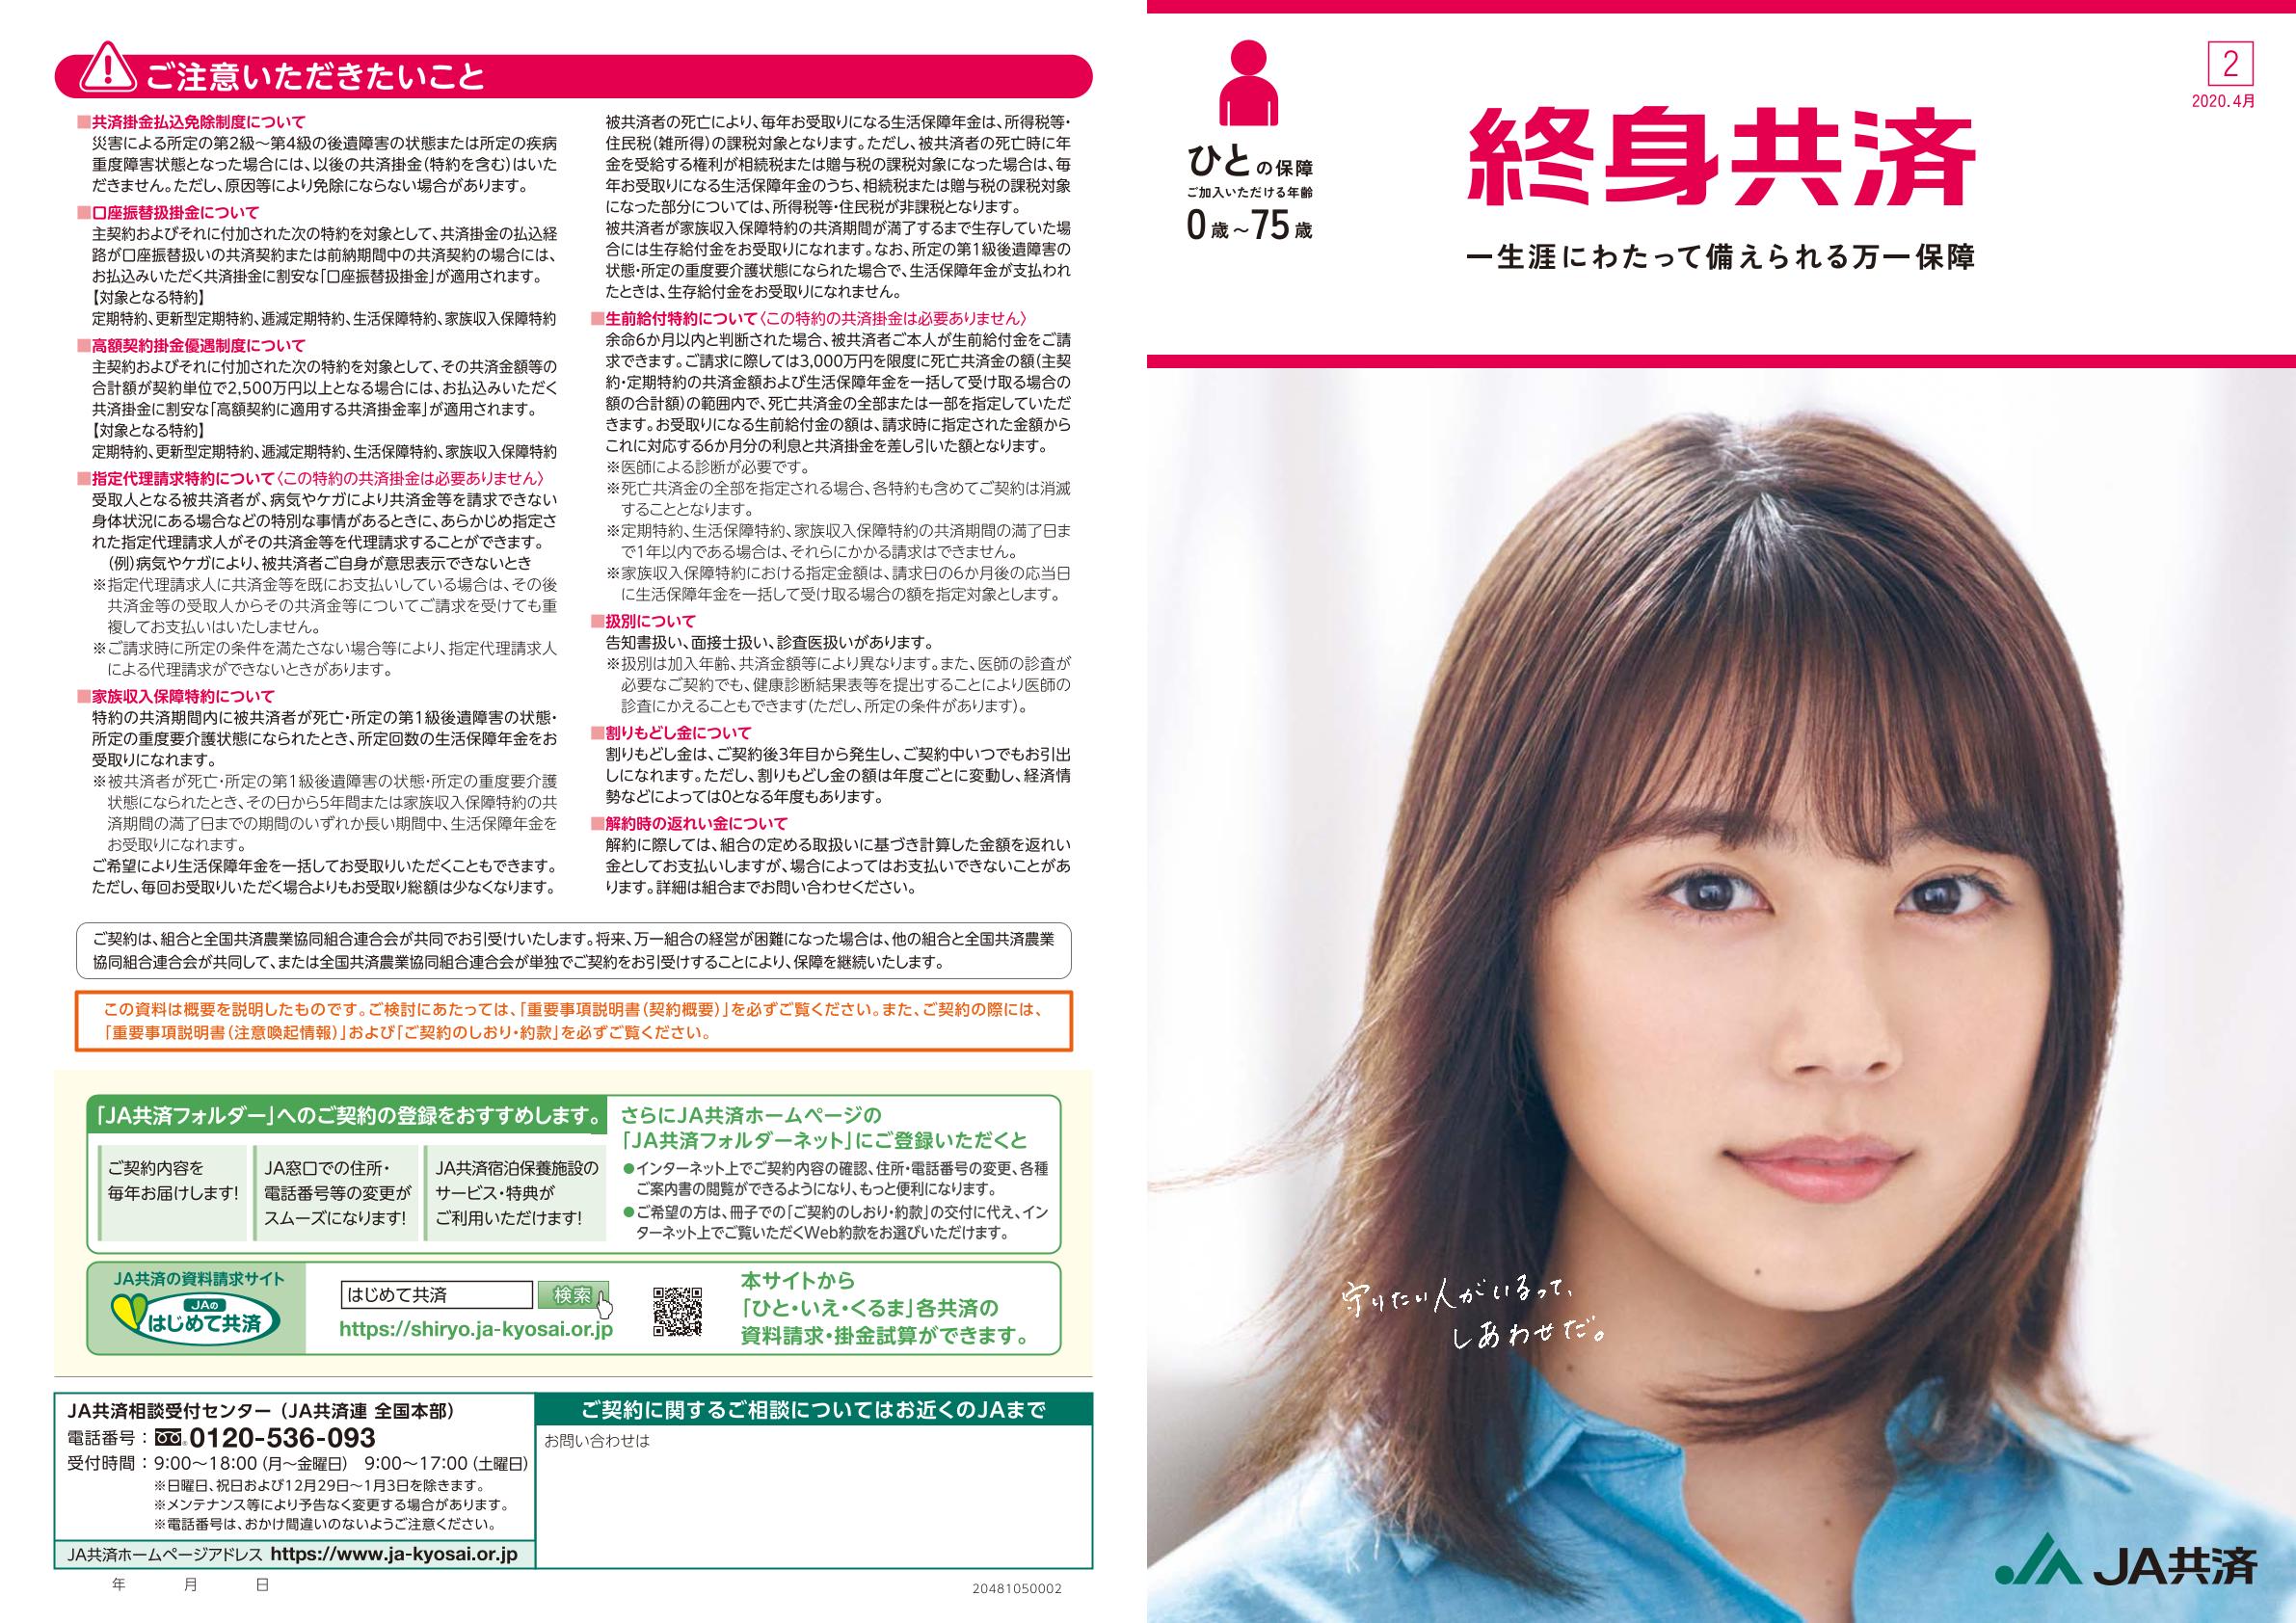 ご注意いただきたいこと
■共済掛金払込免除制度について
災害による所定の第2級～第4級の後遺障害の状態または所定の疾病
重度障害状態となった場合には、以後の共済掛金(特約を含む)はいた
だきません。ただし、原因等により免除にならない場合があります。
■口座振替扱掛金について
主契約およびそれに付加された次の特約を対象として、共済掛金の払込経
路が口座振替扱いの共済契約または前納期間中の共済契約の場合には、
お払込みいただく共済掛金に割安な「口座振替扱掛金」が適用されます。
【対象となる特約】
定期特約、更新型定期特約、逓減定期特約、生活保障特約、家族収入保障特約
■高額契約掛金優遇制度について
主契約およびそれに付加された次の特約を対象として、その共済金額等の
合計額が契約単位で2,500万円以上となる場合には、お払込みいただく
共済掛金に割安な「高額契約に適用する共済掛金率」が適用されます。
【対象となる特約】
定期特約、更新型定期特約、逓減定期特約、生活保障特約、家族収入保障特約
■指定代理請求特約について〈この特約の共済掛金は必要ありません〉
受取人となる被共済者が、病気やケガにより共済金等を請求できない
身体状況にある場合などの特別な事情があるときに、あらかじめ指定さ
れた指定代理請求人がその共済金等を代理請求することができます。
(例)病気やケガにより、被共済者ご自身が意思表示できないとき
※指定代理請求人に共済金等を既にお支払いしている場合は、その後
共済金等の受取人からその共済金等についてご請求を受けても重
複してお支払いはいたしません。
※ご請求時に所定の条件を満たさない場合等により、指定代理請求人
による代理請求ができないときがあります。
■家族収入保障特約について
特約の共済期間内に被共済者が死亡・所定の第1級後遺障害の状態・
所定の重度要介護状態になられたとき、所定回数の生活保障年金をお
受取りになれます。
※被共済者が死亡・所定の第1級後遺障害の状態・所定の重度要介護
状態になられたとき、その日から5年間または家族収入保障特約の共
済期間の満了日までの期間のいずれか長い期間中、生活保障年金を
お受取りになれます。
ご希望により生活保障年金を一括してお受取りいただくこともできます。
ただし、毎回お受取りいただく場合よりもお受取り総額は少なくなります。
被共済者の死亡により、毎年お受取りになる生活保障年金は、所得税等・
住民税(雑所得)の課税対象となります。ただし、被共済者の死亡時に年
金を受給する権利が相続税または贈与税の課税対象になった場合は、毎
年お受取りになる生活保障年金のうち、相続税または贈与税の課税対象
になった部分については、所得税等・住民税が非課税となります。
被共済者が家族収入保障特約の共済期間が満了するまで生存していた場
合には生存給付金をお受取りになれます。なお、所定の第1級後遺障害の
状態・所定の重度要介護状態になられた場合で、生活保障年金が支払われ
たときは、生存給付金をお受取りになれません。
■生前給付特約について〈この特約の共済掛金は必要ありません〉
余命6か月以内と判断された場合、被共済者ご本人が生前給付金をご請
求できます。ご請求に際しては3,000万円を限度に死亡共済金の額(主契
約・定期特約の共済金額および生活保障年金を一括して受け取る場合の
額の合計額)の範囲内で、死亡共済金の全部または一部を指定していただ
きます。お受取りになる生前給付金の額は、請求時に指定された金額から
これに対応する6か月分の利息と共済掛金を差し引いた額となります。
※医師による診断が必要です。
※死亡共済金の全部を指定される場合、各特約も含めてご契約は消滅
することとなります。
※定期特約、生活保障特約、家族収入保障特約の共済期間の満了日ま
で1年以内である場合は、それらにかかる請求はできません。
※家族収入保障特約における指定金額は、請求日の6か月後の応当日
に生活保障年金を一括して受け取る場合の額を指定対象とします。
■扱別について
告知書扱い、面接士扱い、診査医扱いがあります。
※扱別は加入年齢、共済金額等により異なります。また、医師の診査が
必要なご契約でも、健康診断結果表等を提出することにより医師の
診査にかえることもできます(ただし、所定の条件があります)。
■割りもどし金について
割りもどし金は、ご契約後3年目から発生し、ご契約中いつでもお引出
しになれます。ただし、割りもどし金の額は年度ごとに変動し、経済情
勢などによっては0となる年度もあります。
■解約時の返れい金について
解約に際しては、組合の定める取扱いに基づき計算した金額を返れい
金としてお支払いしますが、場合によってはお支払いできないことがあ
ります。詳細は組合までお問い合わせください。
ご契約は、組合と全国共済農業協同組合連合会が共同でお引受けいたします。将来、万一組合の経営が困難になった場合は、他の組合と全国共済農業
協同組合連合会が共同して、または全国共済農業協同組合連合会が単独でご契約をお引受けすることにより、保障を継続いたします。
この資料は概要を説明したものです。ご検討にあたっては、「重要事項説明書(契約概要)」を必ずご覧ください。また、ご契約の際には、
「重要事項説明書(注意喚起情報)」および「ご契約のしおり・約款」を必ずご覧ください。
「JA共済フォルダー」へのご契約の登録をおすすめします。
ご契約内容を
毎年お届けします!
JA窓口での住所・
電話番号等の変更が
スムーズになります!
JA共済宿泊保養施設の
サービス・特典が
ご利用いただけます!
さらにJA共済ホームページの
「JA共済フォルダーネット」にご登録いただくと
●インターネット上でご契約内容の確認、住所・電話番号の変更、各種
ご案内書の閲覧ができるようになり、もっと便利になります。
●ご希望の方は、冊子での「ご契約のしおり・約款」の交付に代え、イン
ターネット上でご覧いただくWeb約款をお選びいただけます。
JA共済の資料請求サイト
JAの
はじめて共済
はじめて共済 検索
https://shiryo.ja-kyosai.or.jp
本サイトから
「ひと・いえ・くるま」各共済の
資料請求・掛金試算ができます。
JA共済相談受付センター (JA共済連 全国本部)
電話番号：0120-536-093
受付時間：9:00～18:00 (月～金曜日) 9:00～17:00 (土曜日)
※日曜日、祝日および12月29日～1月3日を除きます。
※メンテナンス等により予告なく変更する場合があります。
※電話番号は、おかけ間違いのないようご注意ください。
JA共済ホームページアドレス https://www.ja-kyosai.or.jp
ご契約に関するご相談についてはお近くのJAまで
お問い合わせは
年 月 日
20481050002
ひとの保障
ご加入いただける年齢
0歳～75歳
終身共済
一生涯にわたって備えられる万一保障
2
2020.4月
守りたい人がいるって、
しあわせだ。
JA共済